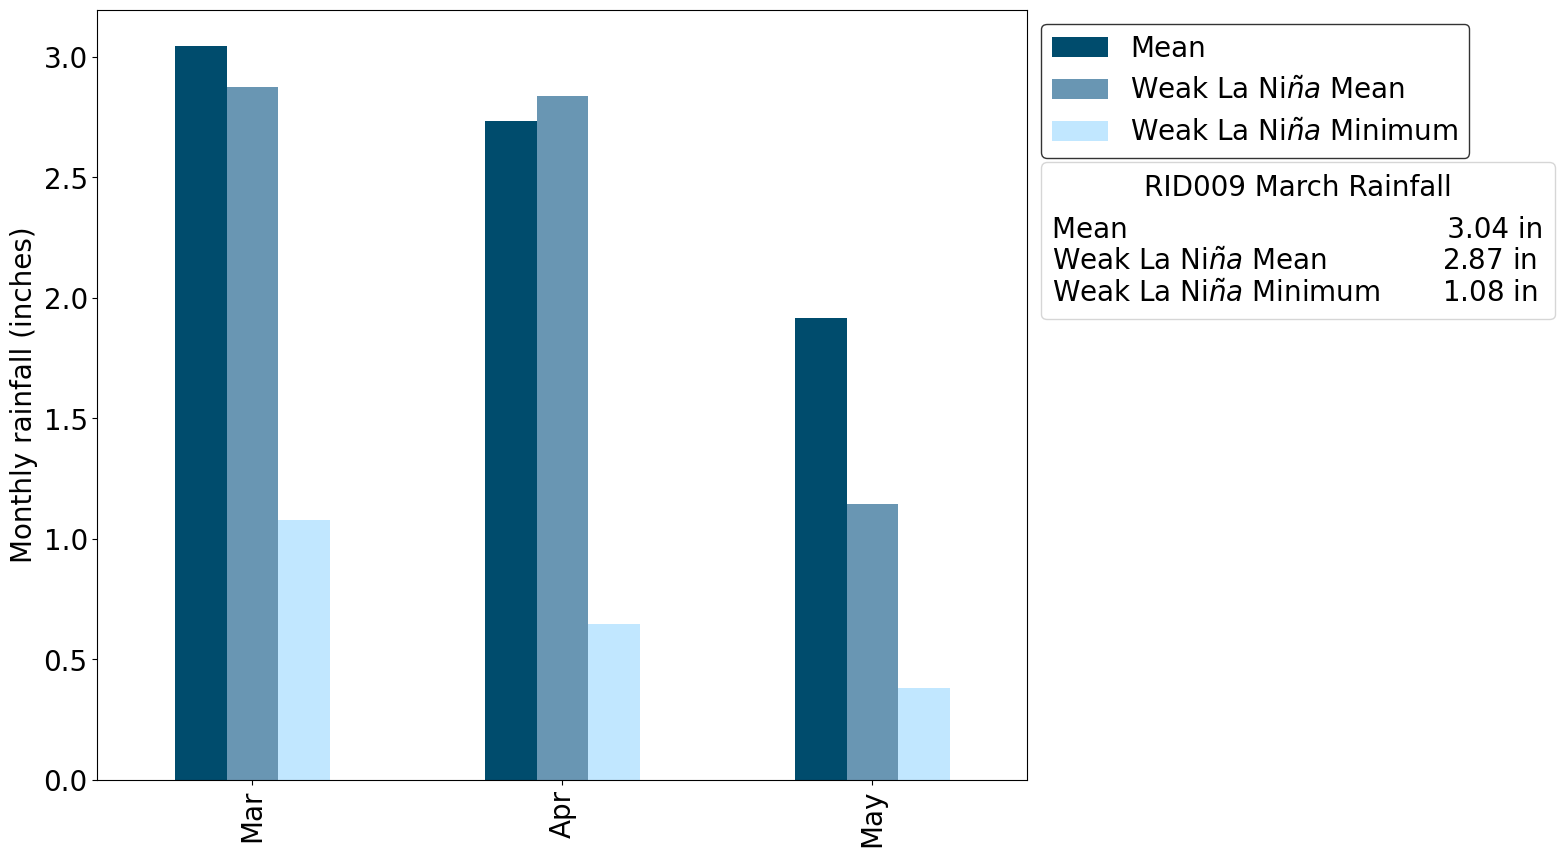 Monthly rainfall (inches)
3.0
2.5
2.0
1.5
1.0
0.5
0.0
Mar
Apr
May
Mean
Weak La Niña Mean
Weak La Niña Minimum
RID009 March Rainfall
Mean 3.04 in
Weak La Niña Mean 2.87 in
Weak La Niña Minimum 1.08 in